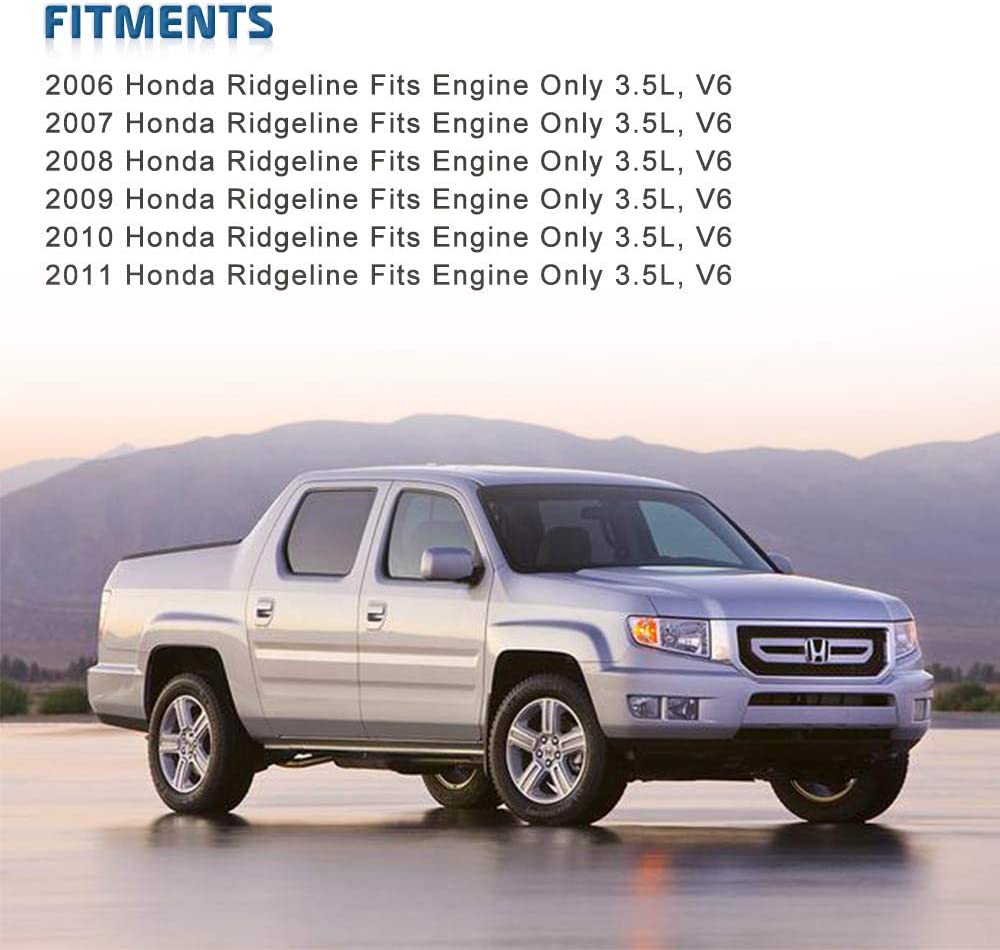 FITMENTS
2006 Honda Ridgeline Fits Engine Only 3.5L, V6
2007 Honda Ridgeline Fits Engine Only 3.5L, V6
2008 Honda Ridgeline Fits Engine Only 3.5L, V6
2009 Honda Ridgeline Fits Engine Only 3.5L, V6
2010 Honda Ridgeline Fits Engine Only 3.5L, V6
2011 Honda Ridgeline Fits Engine Only 3.5L, V6